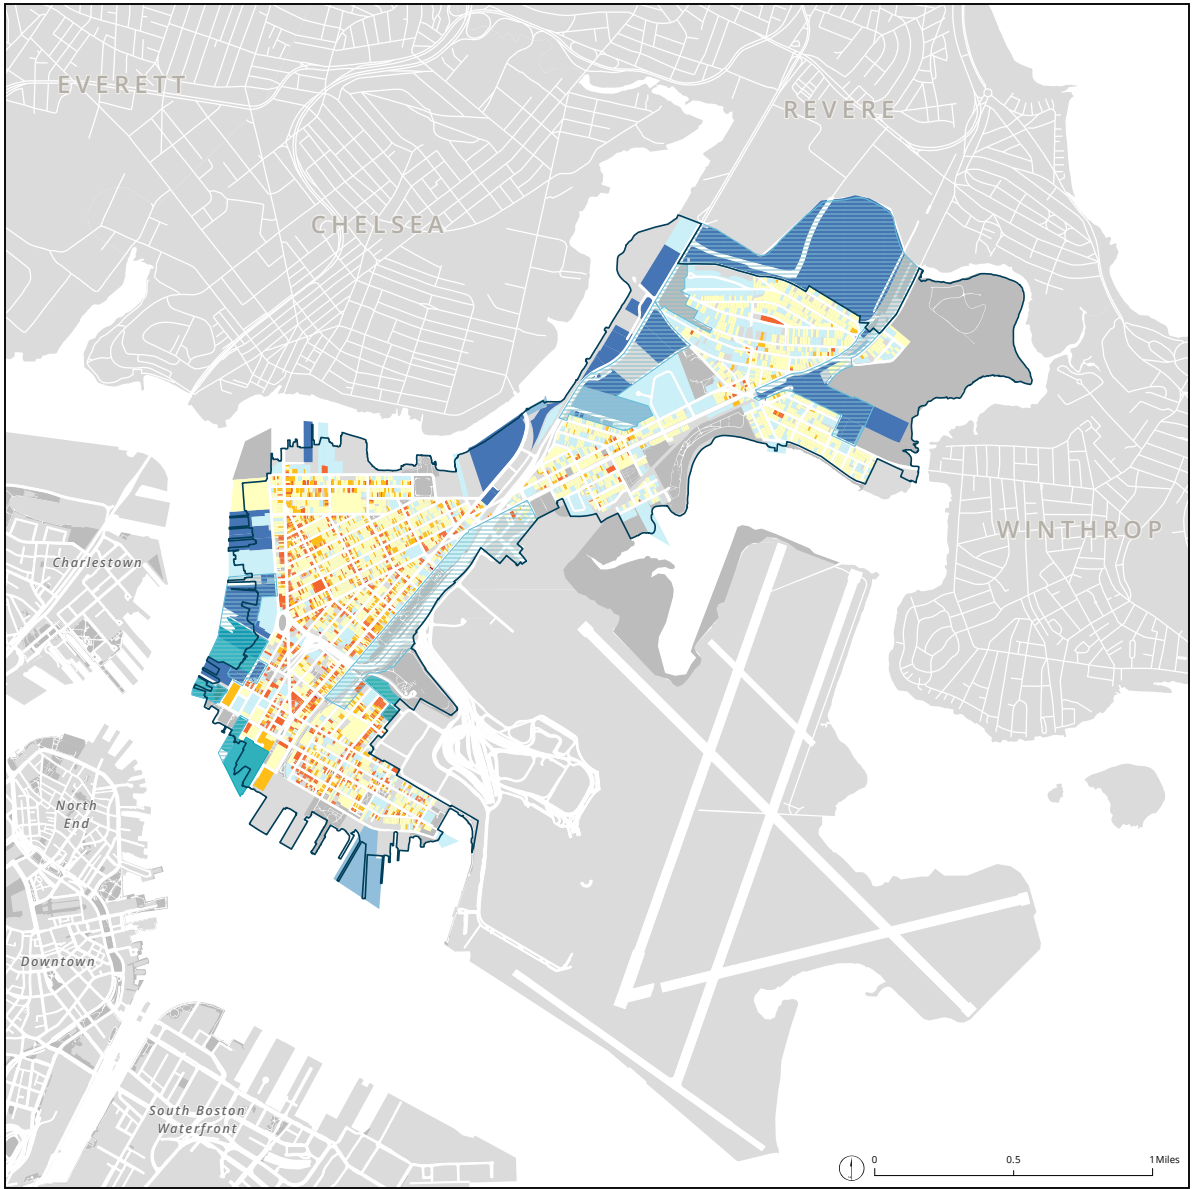 EVERETT
REVERE
CHELSEA
WINTHROP
Charlestown
North
End
Downtown
South Boston
Waterfront
0
0.5
1 Miles